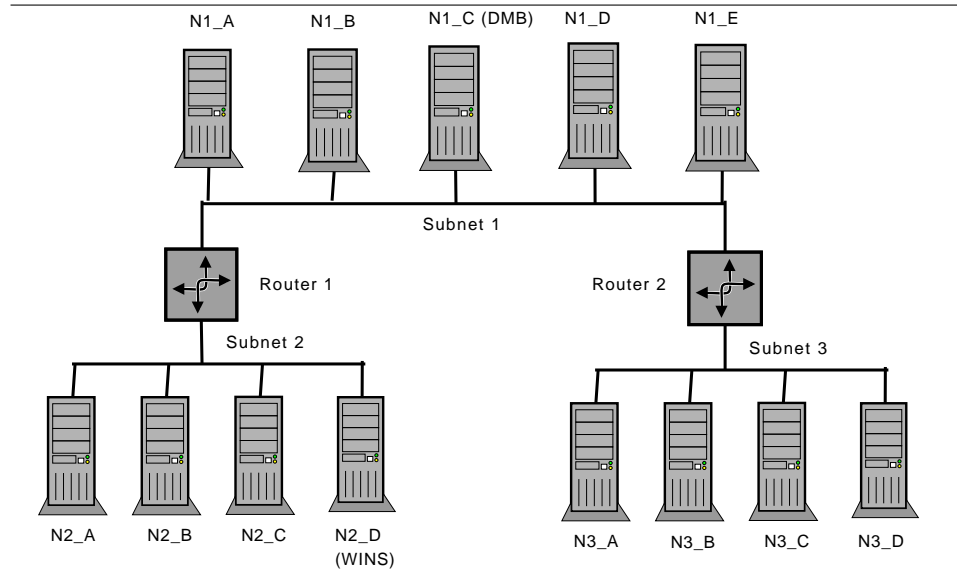 N1_A
N1_B
N1_C (DMB)
N1_D
N1_E
Subnet 1
Router 1
Router 2
Subnet 2
Subnet 3
N2_A
N2_B
N2_C
N2_D
(WINS)
N3_A
N3_B
N3_C
N3_D